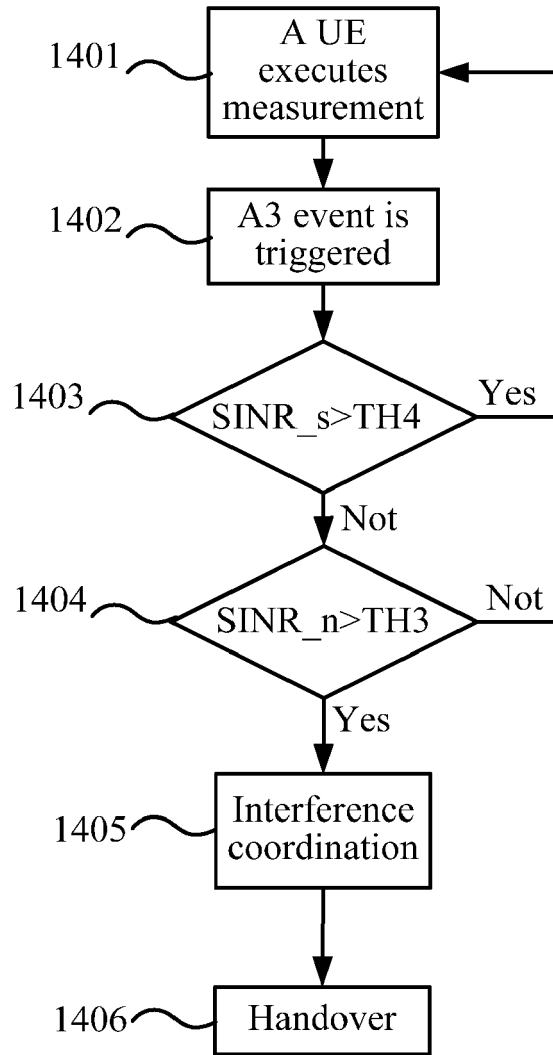 1401
A UE
executes
measurement
1402
A3 event is
triggered
1403
SINR_s>TH4
Yes
Not
1404
SINR_n>TH3
Not
Yes
1405
Interference
coordination
1406
Handover